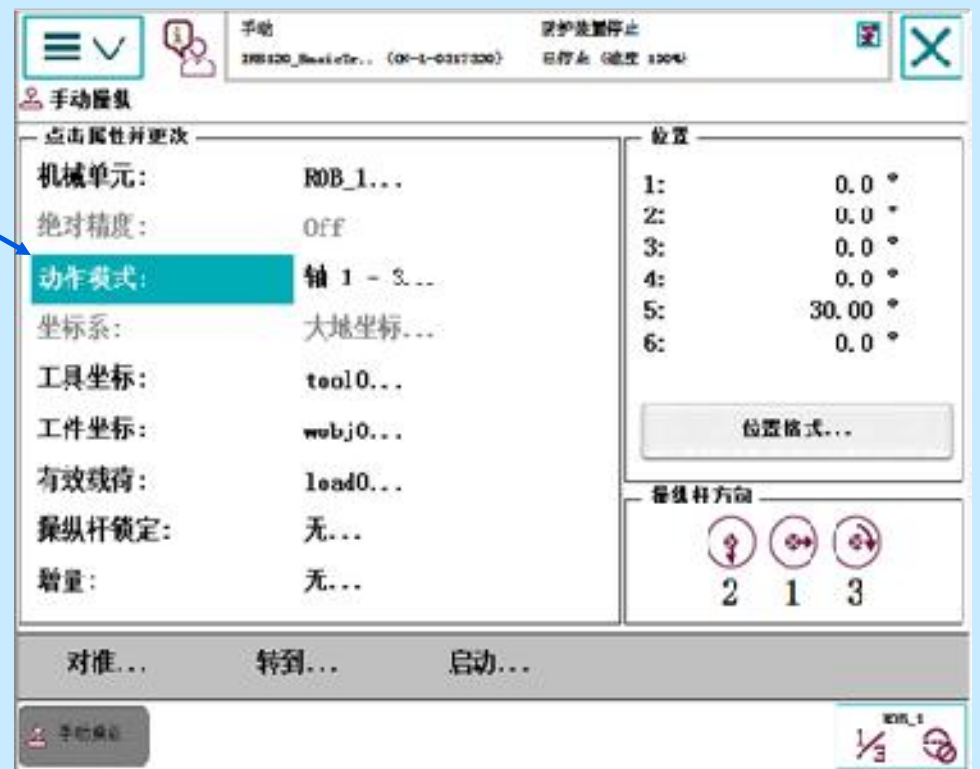 手动
防护装置停止
已停止 (速度 100%)
手动操纵
点击属性并更改
机械单元: ROB_1...
绝对精度: Off
动作模式: 轴 1 - 3...
坐标系: 大地坐标...
工具坐标: tool0...
工件坐标: wobj0...
有效载荷: load0...
操纵杆锁定: 无...
增量: 无...
位置
1: 0.0 °
2: 0.0 °
3: 0.0 °
4: 0.0 °
5: 30.00 °
6: 0.0 °
位置格式...
操纵杆方向
2 1 3
对准... 转到... 启动...
手动操纵
ROB_1
1/3